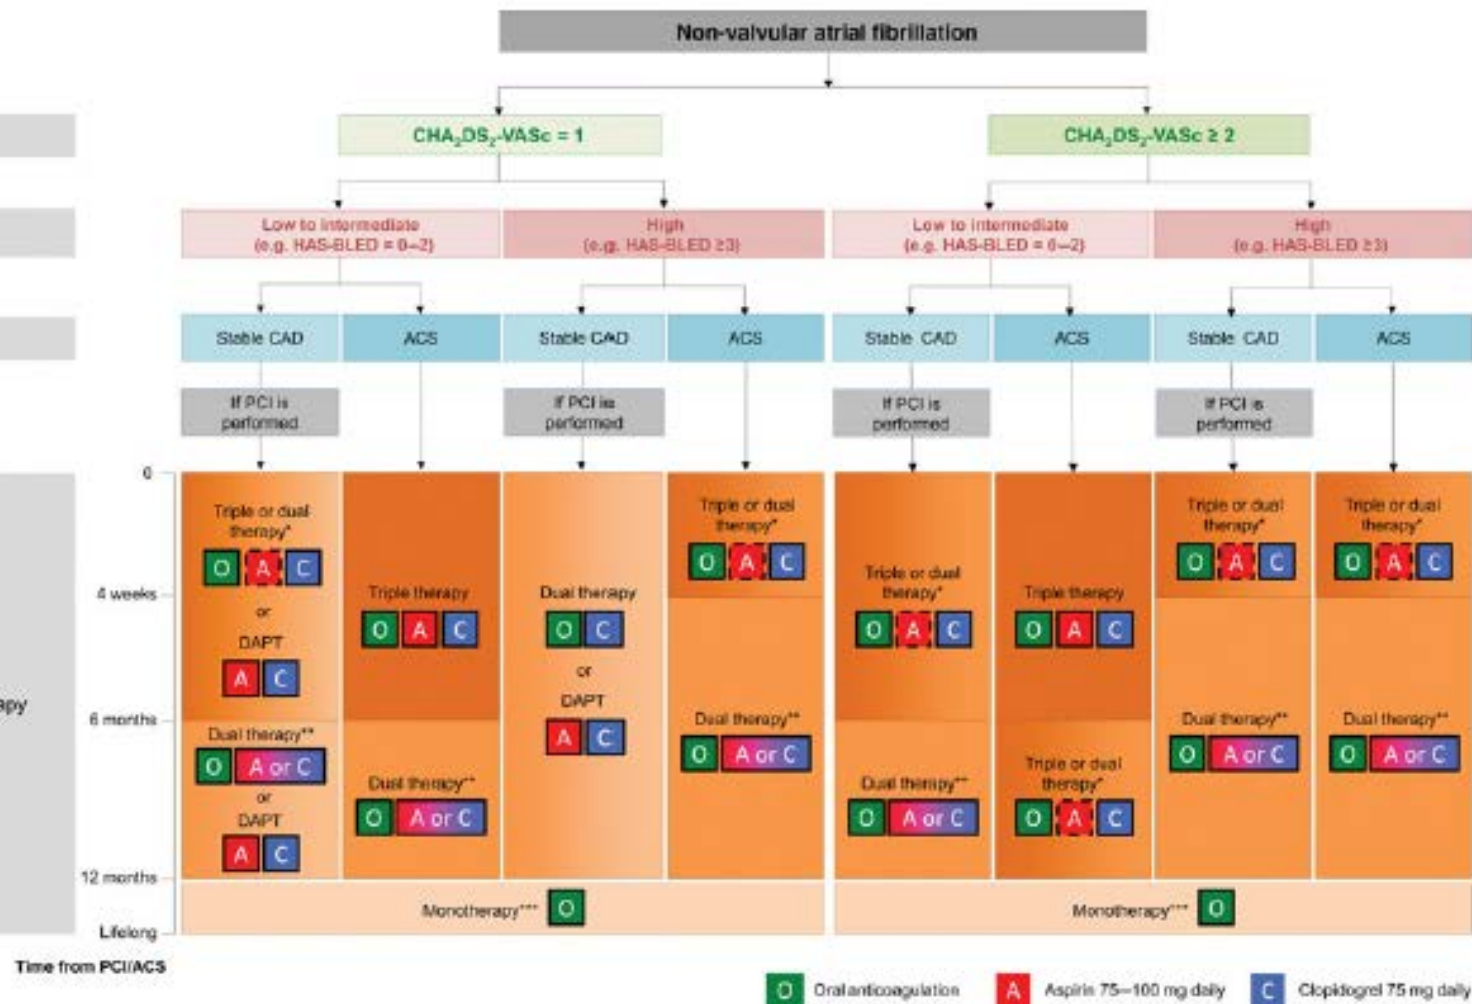 Non-valvular atrial fibrillation
CHA₂DS₂-VASc = 1
CHA₂DS₂-VASc ≥ 2
Low to intermediate
(e.g. HAS-BLED = 0–2)
High
(e.g. HAS-BLED ≥3)
Low to intermediate
(e.g. HAS-BLED = 0–2)
High
(e.g. HAS-BLED ≥3)
Stable CAD
ACS
Stable CAD
ACS
Stable CAD
ACS
Stable CAD
ACS
If PCI is
performed
If PCI is
performed
If PCI is
performed
If PCI is
performed
0
4 weeks
6 months
12 months
Lifelong
apy
Triple or dual
therapy*
O A C
or
DAPT
A C
Dual therapy**
O A or C
or
DAPT
A C
Triple therapy
O A C
Dual therapy**
O A or C
Dual therapy
O C
or
DAPT
A C
Triple or dual
therapy*
O A C
Dual therapy**
O A or C
Triple or dual
therapy*
O A C
Dual therapy**
O A or C
Triple therapy
O A C
Triple or dual
therapy*
O A C
Triple or dual
therapy*
O A C
Dual therapy**
O A or C
Triple or dual
therapy*
O A C
Dual therapy**
O A or C
Monotherapy*** O
Monotherapy*** O
Time from PCI/ACS
O Oral anticoagulation
A Aspirin 75–100 mg daily
C Clopidogrel 75 mg daily